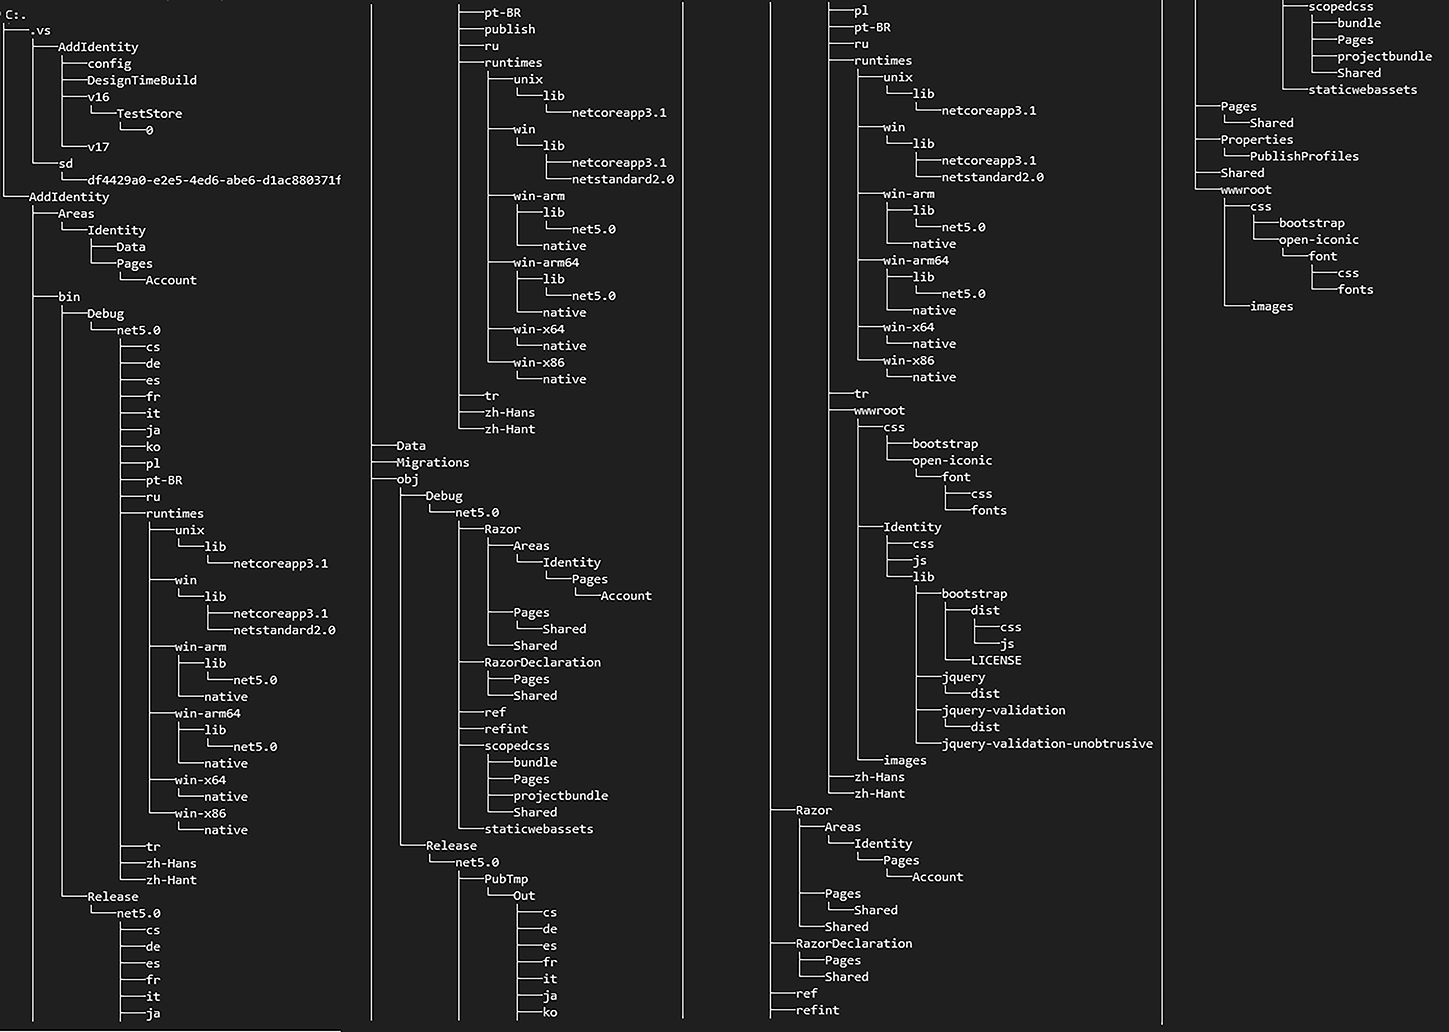 C:.
.vs
AddIdentity
config
DesignTimeBuild
v16
TestStore
0
v17
sd
df4429a0-e2e5-4ed6-abe6-d1ac880371f
AddIdentity
Areas
Identity
Data
Pages
Account
bin
Debug
net5.0
cs
de
es
fr
it
ja
ko
pl
pt-BR
ru
runtimes
unix
lib
netcoreapp3.1
win
lib
netcoreapp3.1
netstandard2.0
win-arm
lib
net5.0
native
win-arm64
lib
net5.0
native
win-x64
native
win-x86
native
tr
zh-Hans
zh-Hant
Release
net5.0
cs
de
es
fr
it
ja
pt-BR
publish
ru
runtimes
unix
lib
netcoreapp3.1
win
lib
netcoreapp3.1
netstandard2.0
win-arm
lib
net5.0
native
win-arm64
lib
net5.0
native
win-x64
native
win-x86
native
tr
zh-Hans
zh-Hant
Data
Migrations
obj
Debug
net5.0
Razor
Areas
Identity
Pages
Account
Pages
Shared
Shared
RazorDeclaration
Pages
Shared
ref
refint
scopedcss
bundle
Pages
projectbundle
Shared
staticwebassets
Release
net5.0
PubTmp
Out
cs
de
es
fr
it
ja
ko
pl
pt-BR
ru
runtimes
unix
lib
netcoreapp3.1
win
lib
netcoreapp3.1
netstandard2.0
win-arm
lib
net5.0
native
win-arm64
lib
net5.0
native
win-x64
native
win-x86
native
tr
wwwroot
css
bootstrap
open-iconic
font
css
fonts
Identity
css
js
lib
bootstrap
dist
css
js
LICENSE
jquery
dist
jquery-validation
dist
jquery-validation-unobtrusive
images
zh-Hans
zh-Hant
Razor
Areas
Identity
Pages
Account
Pages
Shared
Shared
RazorDeclaration
Pages
Shared
ref
refint
scopedcss
bundle
Pages
projectbundle
Shared
staticwebassets
Pages
Shared
Properties
PublishProfiles
Shared
wwwroot
css
bootstrap
open-iconic
font
css
fonts
images